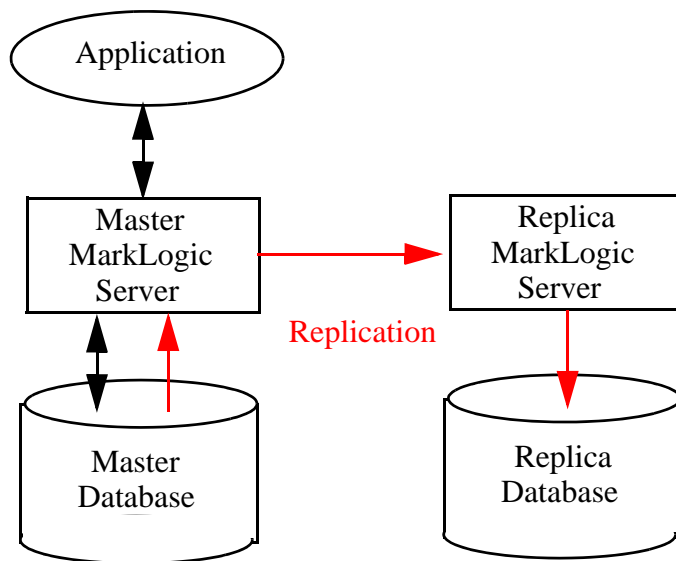 Application
Master
MarkLogic
Server
Replica
MarkLogic
Server
Replication
Master
Database
Replica
Database